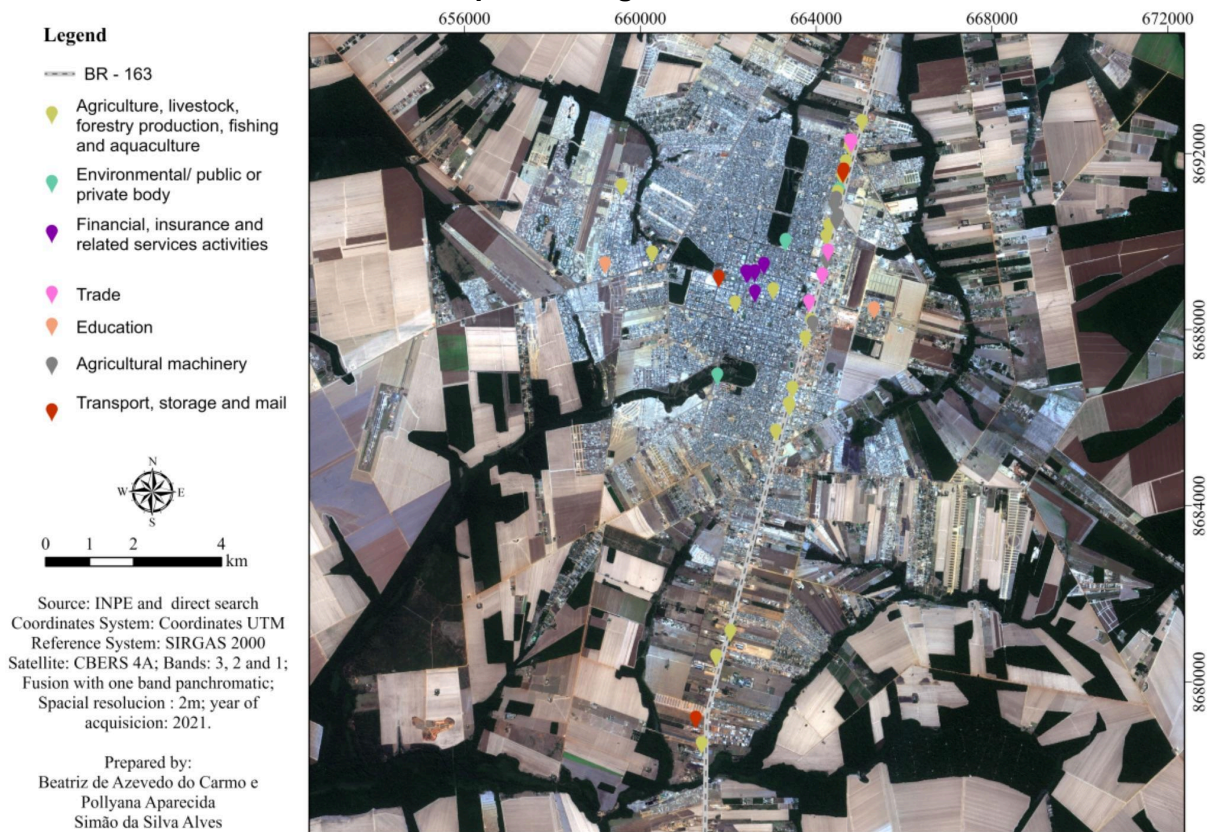 656000
660000
664000
668000
672000
Legend
BR - 163
Agriculture, livestock,
forestry production, fishing
and aquaculture
Environmental/ public or
private body
Financial, insurance and
related services activities
Trade
Education
Agricultural machinery
Transport, storage and mail
N
W
E
S
0
1
2
4
km
Source: INPE and direct search
Coordinates System: Coordinates UTM
Reference System: SIRGAS 2000
Satellite: CBERS 4A; Bands: 3, 2 and 1;
Fusion with one band panchromatic;
Spacial resolucion : 2m; year of
acquisicion: 2021.
Prepared by:
Beatriz de Azevedo do Carmo e
Pollyana Aparecida
Simão da Silva Alves
8692000
8688000
8684000
8680000